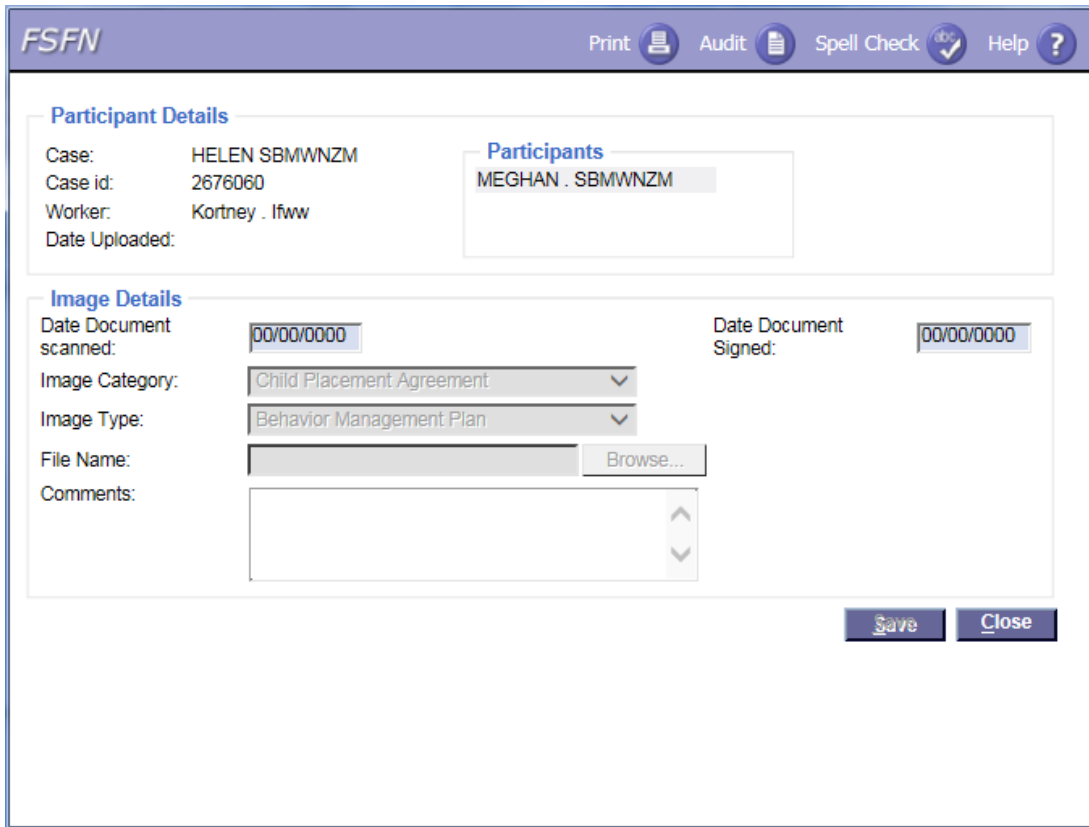 FSFN Print Audit abc Spell Check Help ?
Participant Details
Case: HELEN SBMWNZM
Case id: 2676060
Worker: Kortney . Ifww
Date Uploaded:
Participants
MEGHAN . SBMWNZM
Image Details
Date Document
scanned: 00/00/0000
Date Document
Signed: 00/00/0000
Image Category: Child Placement Agreement
Image Type: Behavior Management Plan
File Name: Browse...
Comments:
Save Close